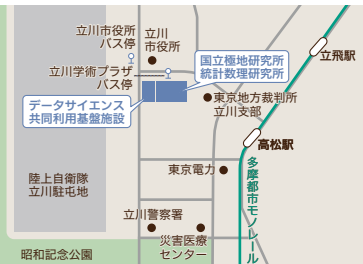 立川市役所
バス停
立川
市役所
国立極地研究所
統計数理研究所
立飛駅
立川学術プラザ
バス停
データサイエンス
共同利用基盤施設
東京地方裁判所
立川支部
高松駅
陸上自衛隊
立川駐屯地
東京電力
多摩都市モノレール
立川警察署
災害医療
センター
昭和記念公園